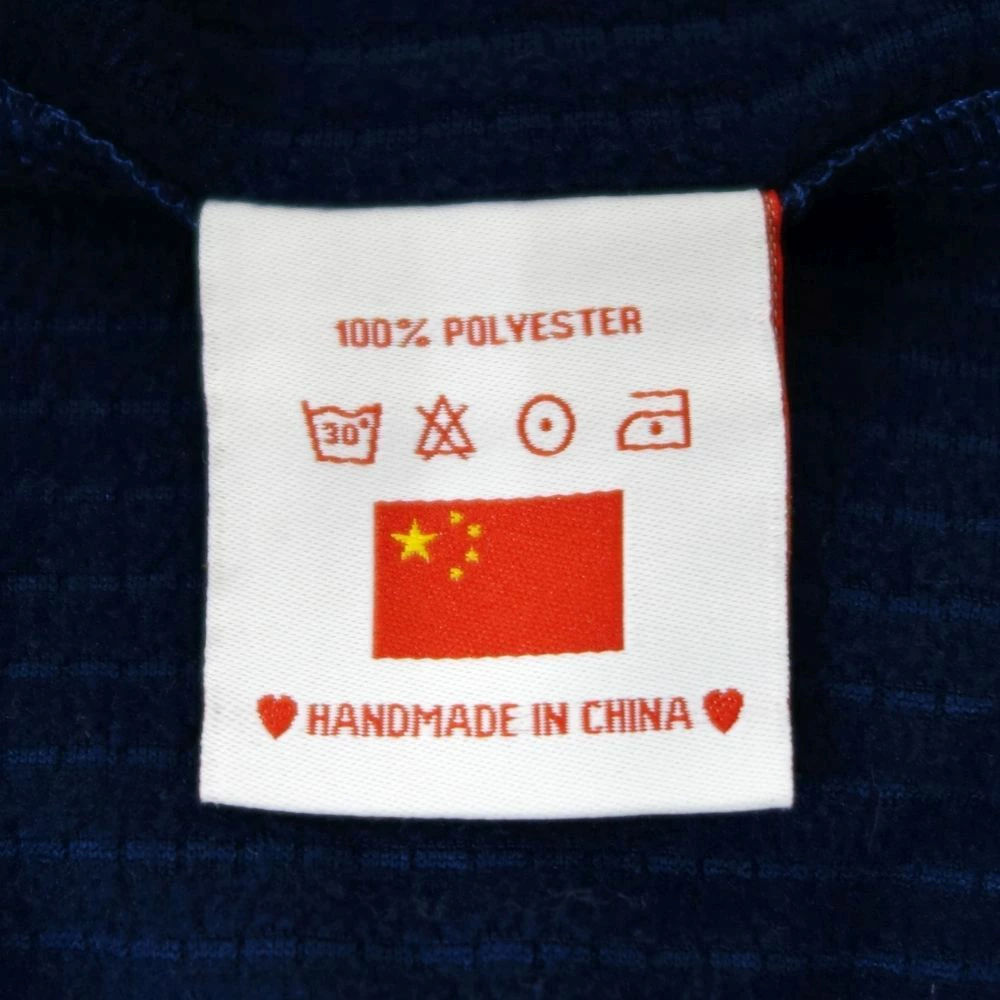 100% POLYESTER
30°
HANDMADE IN CHINA